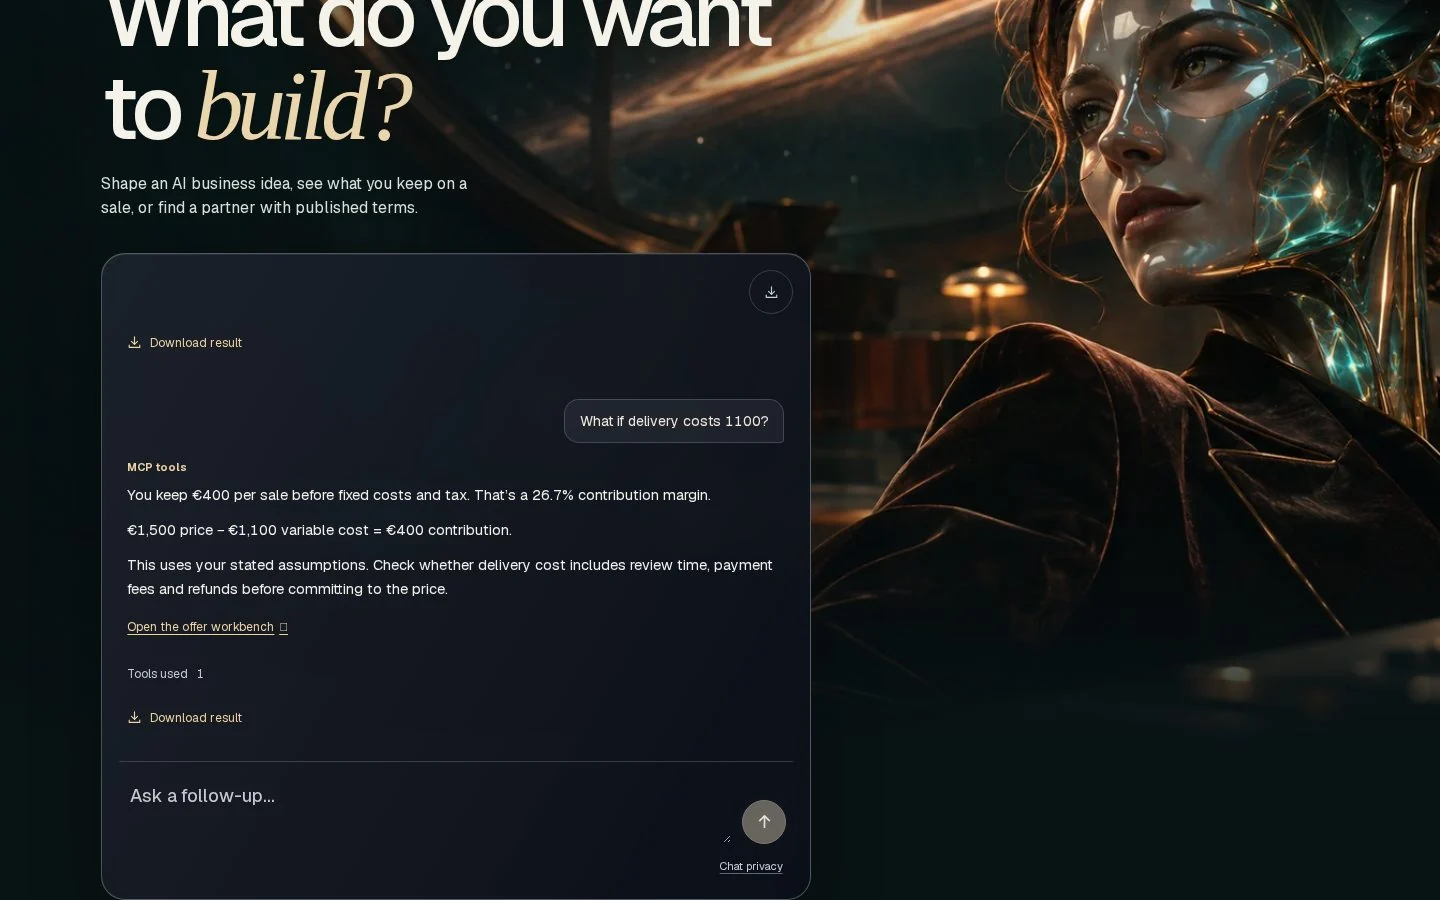 What do you want
to build?
Shape an AI business idea, see what you keep on a
sale, or find a partner with published terms.
Download result
What if delivery costs 1100?
MCP tools
You keep €400 per sale before fixed costs and tax. That's a 26.7% contribution margin.
€1,500 price − €1,100 variable cost = €400 contribution.
This uses your stated assumptions. Check whether delivery cost includes review time, payment
fees and refunds before committing to the price.
Open the offer workbench
Tools used 1
Download result
Ask a follow-up...
Chat privacy